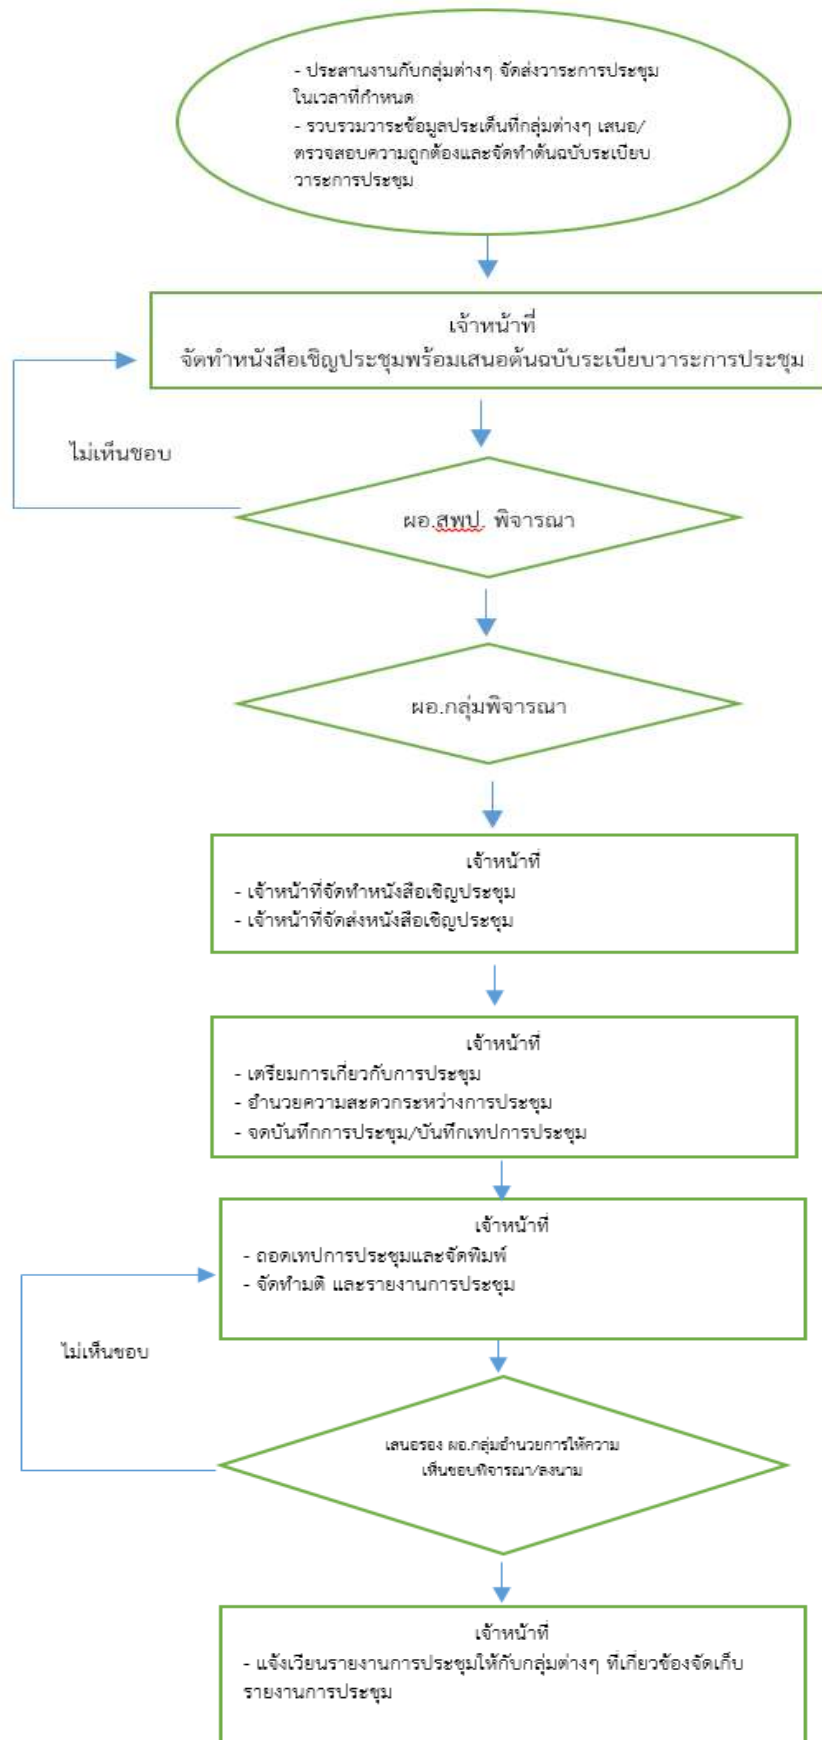 - ประสานงานกับกลุ่มต่างๆ จัดส่งวาระการประชุม
ในเวลาที่กำหนด
- รวบรวมวาระข้อมูลประเด็นที่กลุ่มต่างๆ เสนอ/
ตรวจสอบความถูกต้องและจัดทำต้นฉบับระเบียบ
วาระการประชุม
เจ้าหน้าที่
จัดทำหนังสือเชิญประชุมพร้อมเสนอต้นฉบับระเบียบวาระการประชุม
ไม่เห็นชอบ
ผอ.สพป. พิจารณา
ผอ.กลุ่มพิจารณา
เจ้าหน้าที่
- เจ้าหน้าที่จัดทำหนังสือเชิญประชุม
- เจ้าหน้าที่จัดส่งหนังสือเชิญประชุม
เจ้าหน้าที่
- เตรียมการเกี่ยวกับการประชุม
- อำนวยความสะดวกระหว่างการประชุม
- จดบันทึกการประชุม/บันทึกเทปการประชุม
เจ้าหน้าที่
- ถอดเทปการประชุมและจัดพิมพ์
- จัดทำมติ และรายงานการประชุม
ไม่เห็นชอบ
เสนอรอง ผอ.กลุ่มอำนวยการให้ความ
เห็นชอบพิจารณา/ลงนาม
เจ้าหน้าที่
- แจ้งเวียนรายงานการประชุมให้กับกลุ่มต่างๆ ที่เกี่ยวข้องจัดเก็บ
รายงานการประชุม